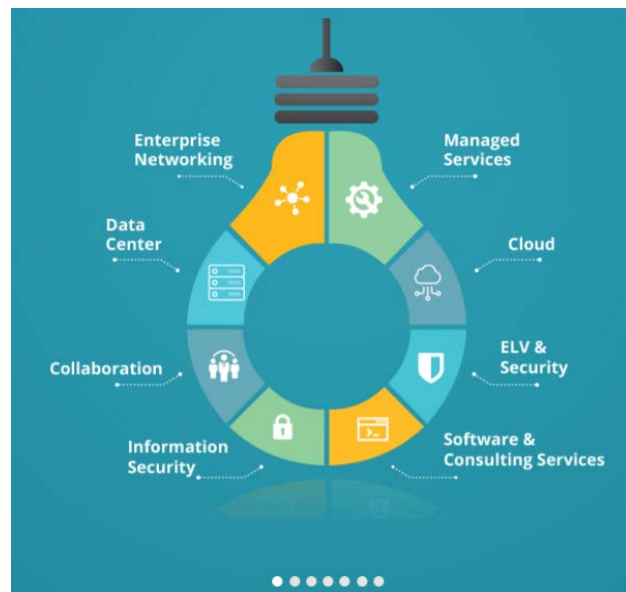 Enterprise
Networking
Managed
Services
Data
Center
Cloud
Collaboration
ELV &
Security
Information
Security
Software &
Consulting Services